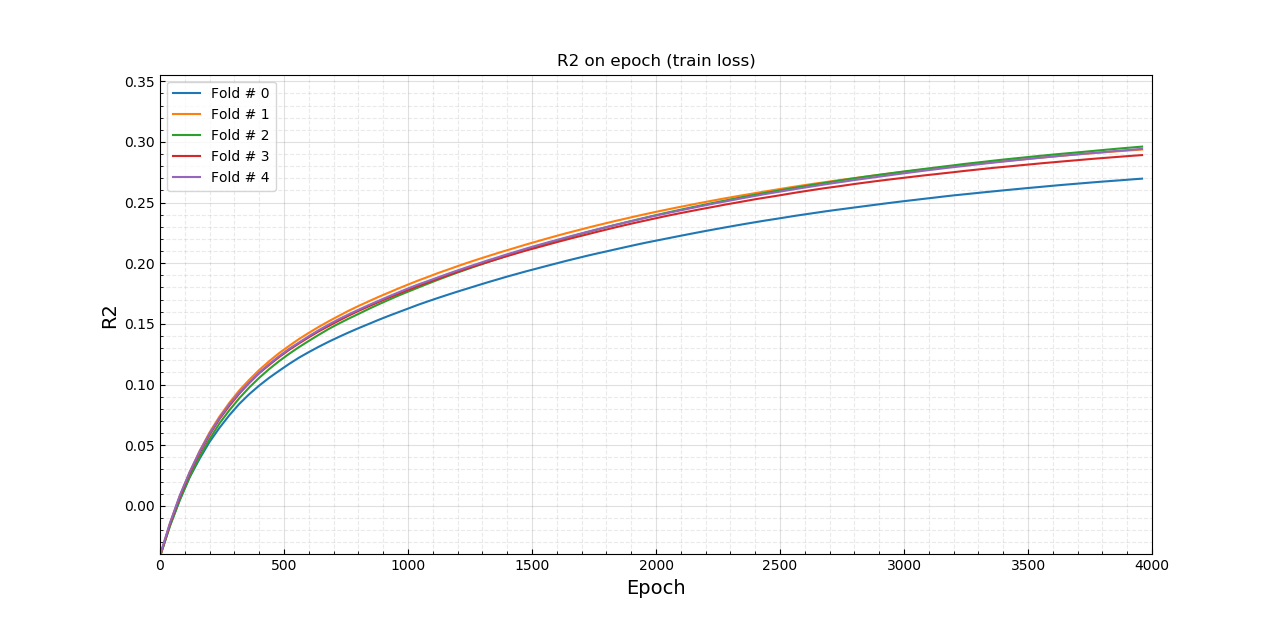 R2 on epoch (train loss)
0.35
0.30
0.25
0.20
0.15
0.10
0.05
0.00
R2
Fold # 0
Fold # 1
Fold # 2
Fold # 3
Fold # 4
0 500 1000 1500 2000 2500 3000 3500 4000
Epoch